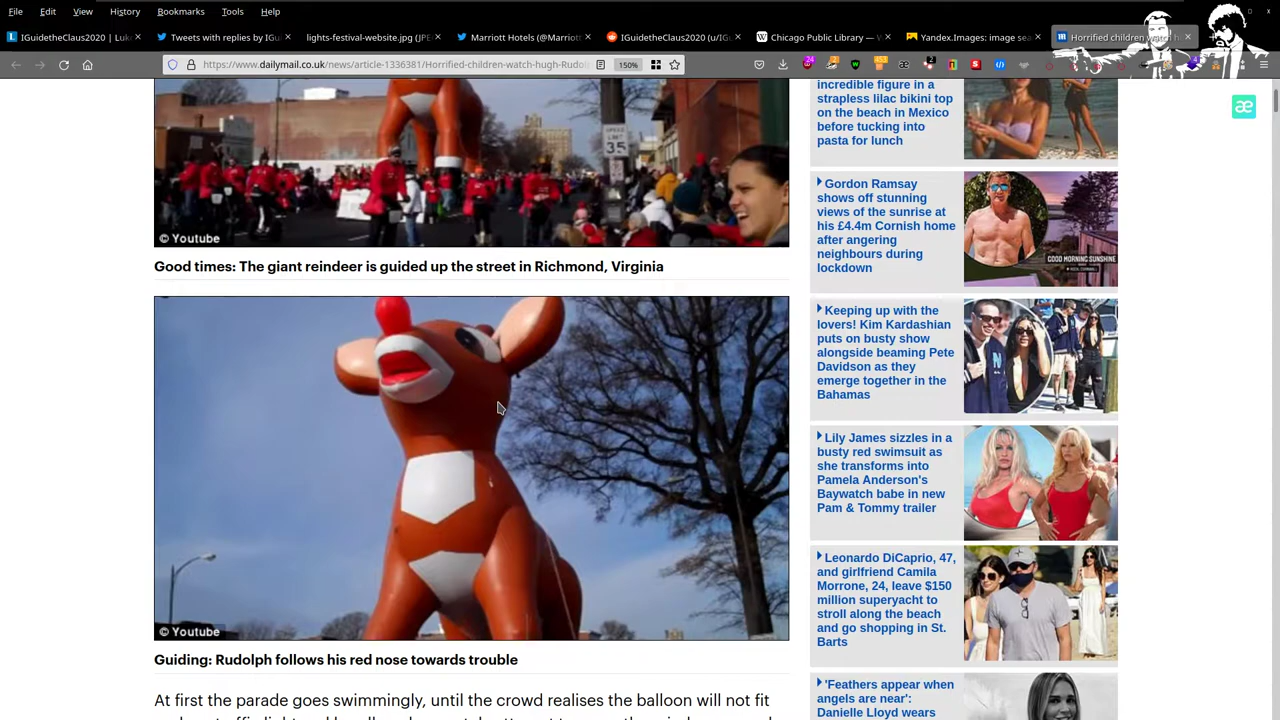 File Edit View History Bookmarks Tools Help
IGuidetheClaus2020 | Luk
Tweets with replies by IGu
lights-festival-website.jpg (JPE
Marriott Hotels (@Marriott
IGuidetheClaus2020 (u/IGu
Chicago Public Library —
Yandex.Images: image sea
Horrified children watch h
https://www.dailymail.co.uk/news/article-1336381/Horrified-children-watch-hugh-Rudol
150%
SPEED
LIMIT
35
© Youtube
Good times: The giant reindeer is guided up the street in Richmond, Virginia
© Youtube
Guiding: Rudolph follows his red nose towards trouble
At first the parade goes swimmingly, until the crowd realises the balloon will not fit
incredible figure in a
strapless lilac bikini top
on the beach in Mexico
before tucking into
pasta for lunch
Gordon Ramsay
shows off stunning
views of the sunrise at
his £4.4m Cornish home
after angering
neighbours during
lockdown
GOOD MORNING SUNSHINE
Keeping up with the
lovers! Kim Kardashian
puts on busty show
alongside beaming Pete
Davidson as they
emerge together in the
Bahamas
Lily James sizzles in a
busty red swimsuit as
she transforms into
Pamela Anderson's
Baywatch babe in new
Pam & Tommy trailer
Leonardo DiCaprio, 47,
and girlfriend Camila
Morrone, 24, leave $150
million superyacht to
stroll along the beach
and go shopping in St.
Barts
'Feathers appear when
angels are near':
Danielle Lloyd wears
æ